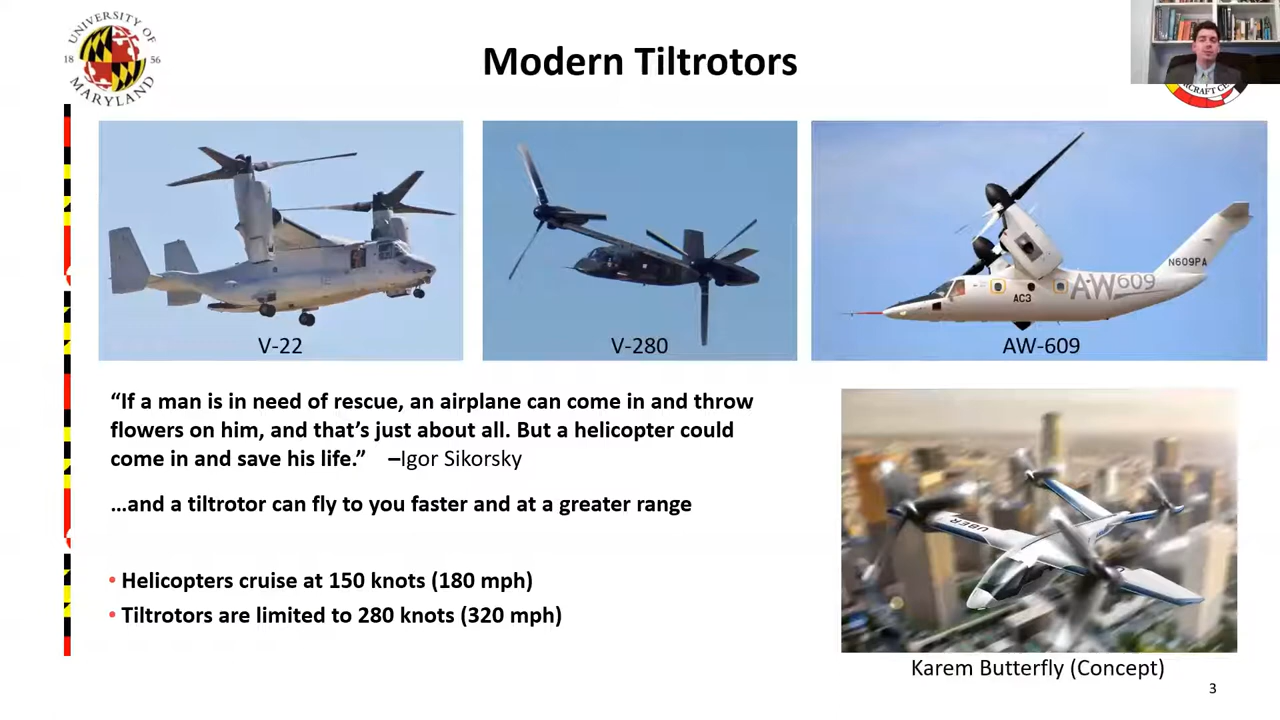 UNIVERSITY OF
18 56
MARYLAND
Modern Tiltrotors
V-22
V-280
N609PA
AW609
AC3
AW-609
“If a man is in need of rescue, an airplane can come in and throw
flowers on him, and that’s just about all. But a helicopter could
come in and save his life.” –Igor Sikorsky
…and a tiltrotor can fly to you faster and at a greater range
• Helicopters cruise at 150 knots (180 mph)
• Tiltrotors are limited to 280 knots (320 mph)
UBER
Karem Butterfly (Concept)
3